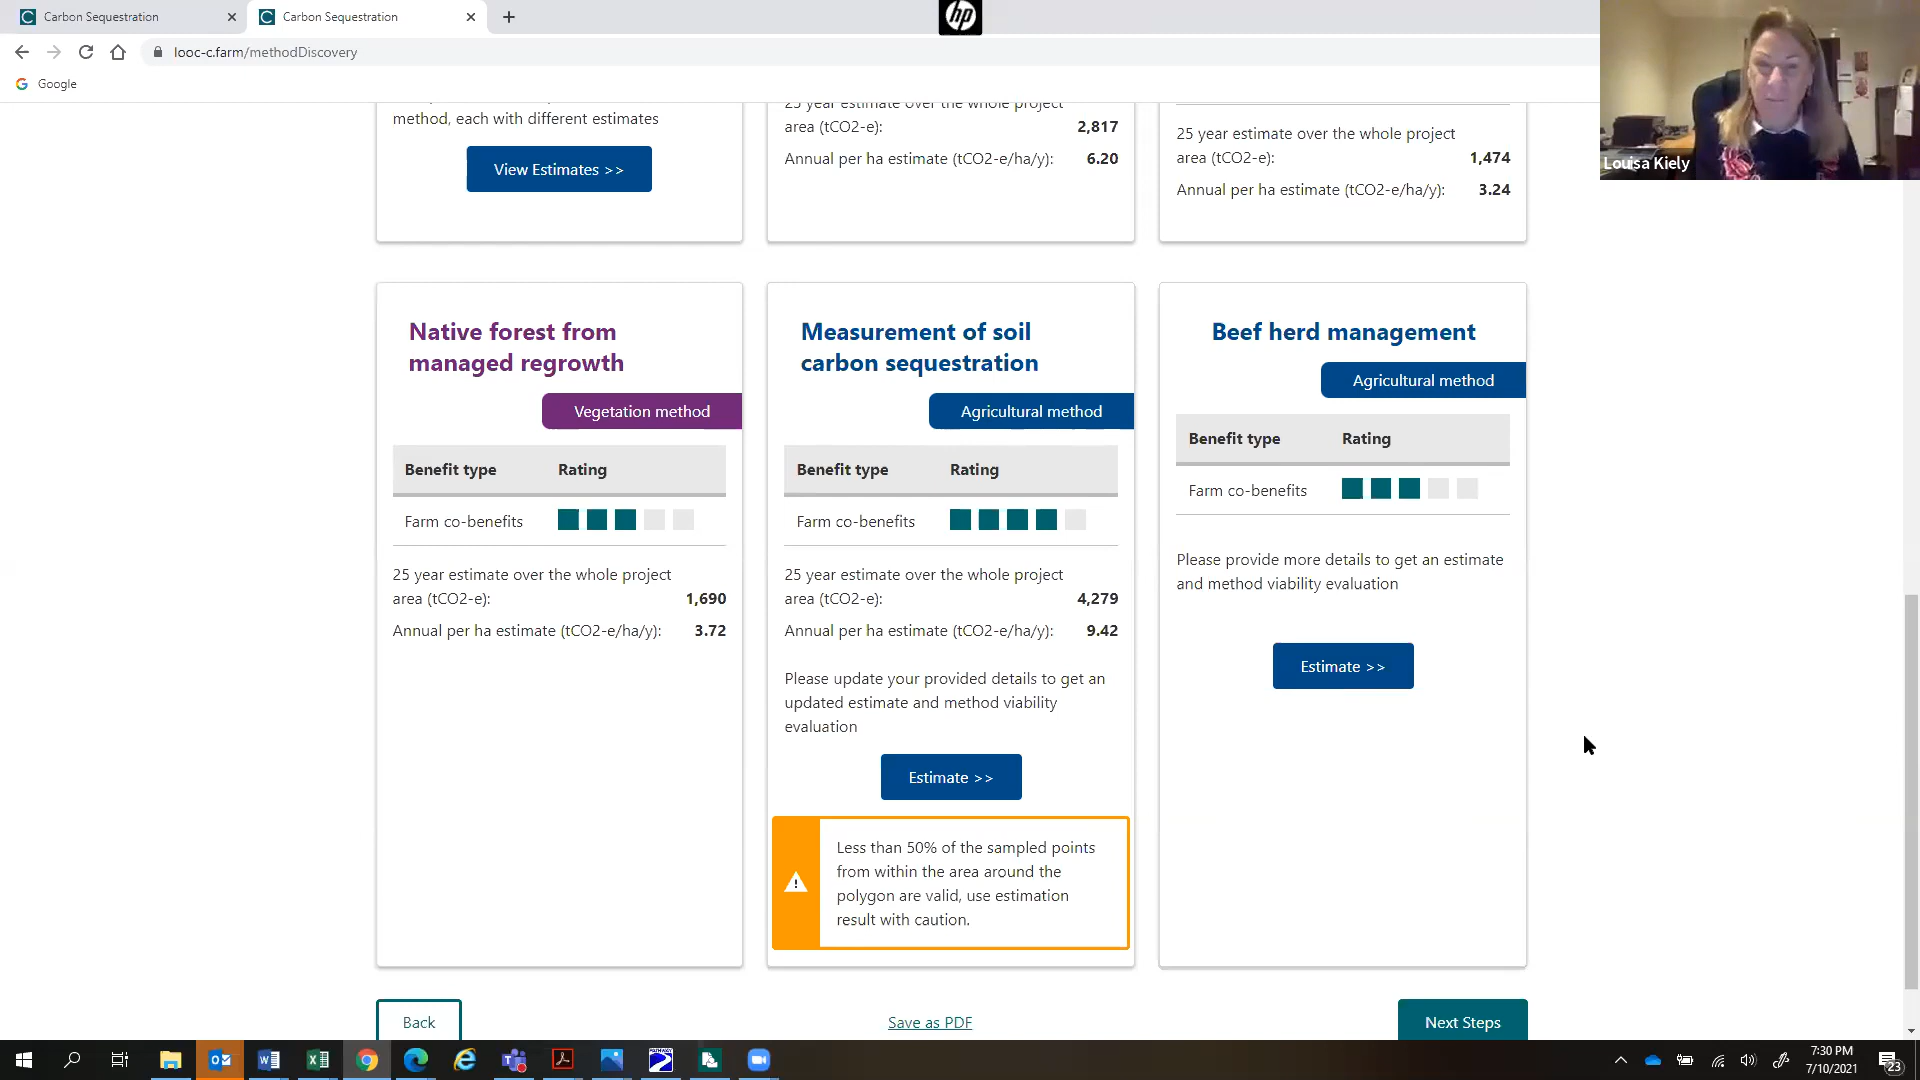 Carbon Sequestration
Carbon Sequestration
hp
looc-c.farm/methodDiscovery
Google
Louisa Kiely
method, each with different estimates
View Estimates >>
25 year estimate over the whole project
area (tCO2-e): 2,817
Annual per ha estimate (tCO2-e/ha/y): 6.20
25 year estimate over the whole project
area (tCO2-e): 1,474
Annual per ha estimate (tCO2-e/ha/y): 3.24
Native forest from
managed regrowth
Vegetation method
Benefit type Rating
Farm co-benefits
25 year estimate over the whole project
area (tCO2-e): 1,690
Annual per ha estimate (tCO2-e/ha/y): 3.72
Measurement of soil
carbon sequestration
Agricultural method
Benefit type Rating
Farm co-benefits
25 year estimate over the whole project
area (tCO2-e): 4,279
Annual per ha estimate (tCO2-e/ha/y): 9.42
Please update your provided details to get an
updated estimate and method viability
evaluation
Estimate >>
Less than 50% of the sampled points
from within the area around the
polygon are valid, use estimation
result with caution.
Beef herd management
Agricultural method
Benefit type Rating
Farm co-benefits
Please provide more details to get an estimate
and method viability evaluation
Estimate >>
Back
Save as PDF
Next Steps
7:30 PM
7/10/2021
23